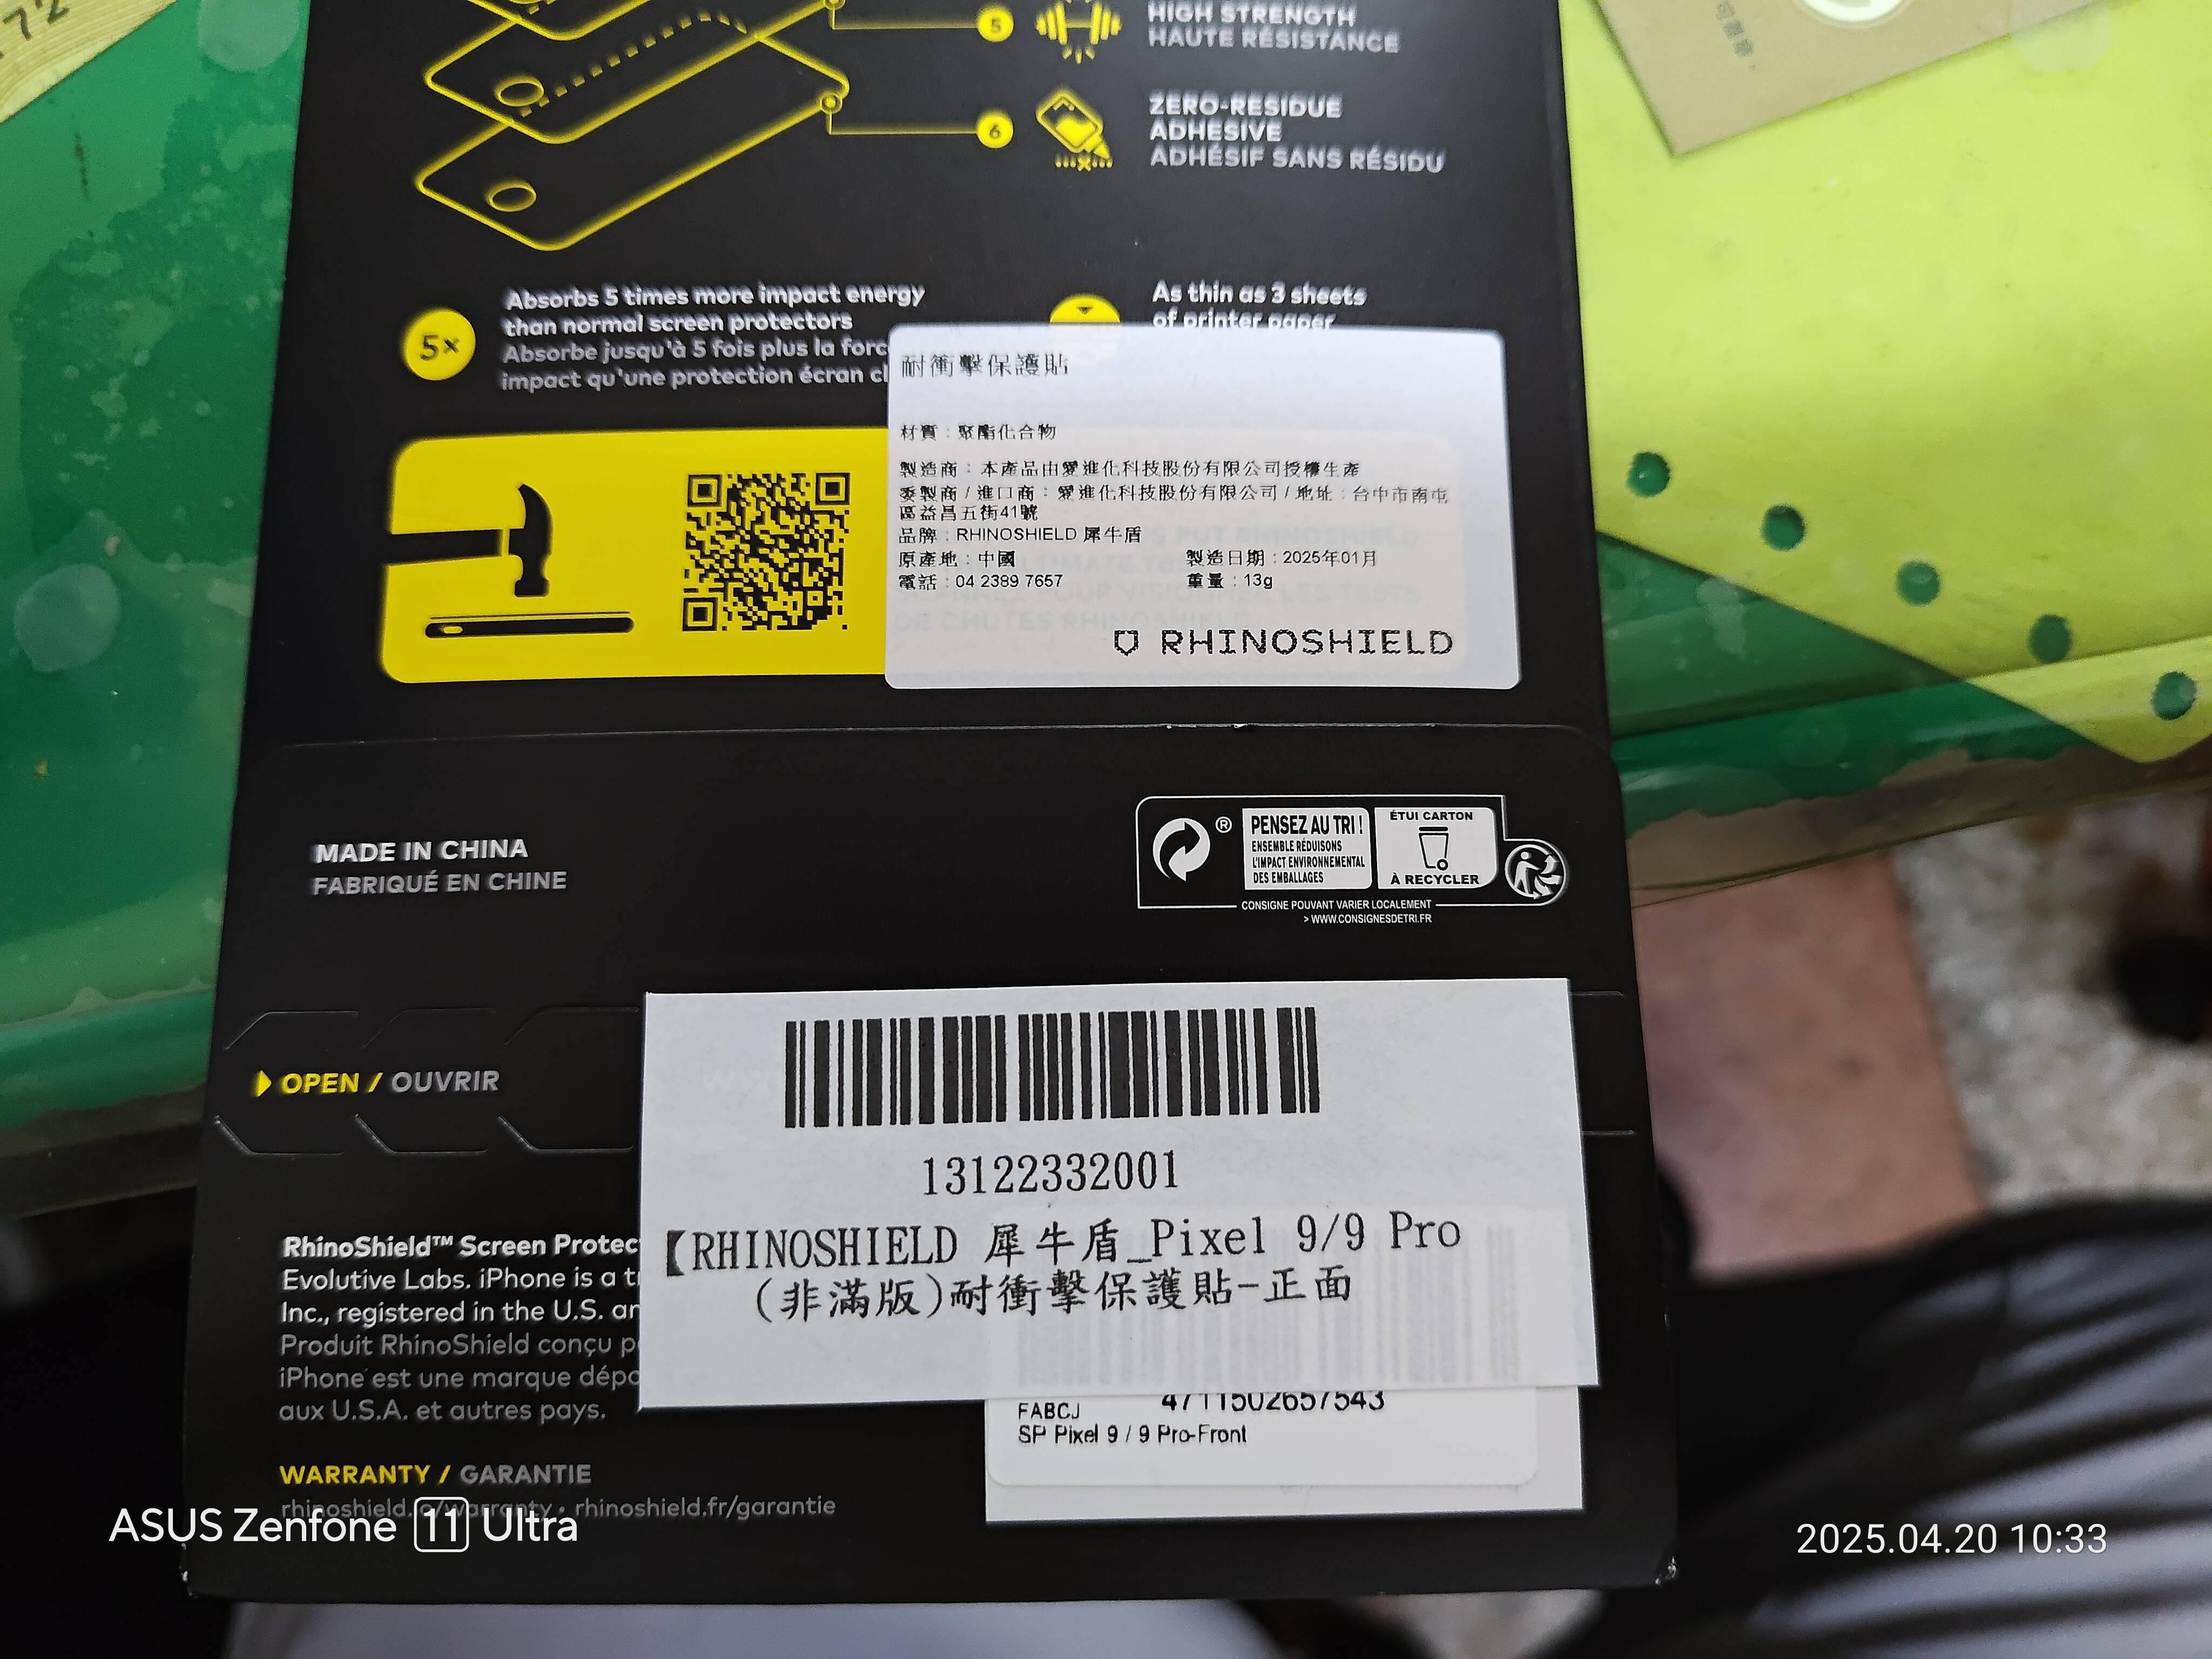 72
可區章
5
HIGH STRENGTH
HAUTE RÉSISTANCE
6
ZERO-RESIDUE
ADHESIVE
ADHÉSIF SANS RÉSIDU
5×
Absorbs 5 times more impact energy
than normal screen protectors
Absorbe jusqu'à 5 fois plus la forc
impact qu'une protection écran cl
As thin as 3 sheets
of printer paper
耐衝擊保護貼
材質：聚酯化合物
製造商：本產品由愛進化科技股份有限公司授權生產
委製商 / 進口商：愛進化科技股份有限公司 / 地址：台中市南屯
區益昌五街41號
品牌：RHINOSHIELD 犀牛盾
原產地：中國 製造日期：2025年01月
電話：04 2389 7657 重量：13g
RHINOSHIELD
MADE IN CHINA
FABRIQUÉ EN CHINE
®
PENSEZ AU TRI !
ENSEMBLE RÉDUISONS
L'IMPACT ENVIRONNEMENTAL
DES EMBALLAGES
ÉTUI CARTON
À RECYCLER
CONSIGNE POUVANT VARIER LOCALEMENT
> WWW.CONSIGNESDETRI.FR
OPEN / OUVRIR
13122332001
【RHINOSHIELD 犀牛盾_Pixel 9/9 Pro
(非滿版)耐衝擊保護貼-正面
RhinoShield™ Screen Protec
Evolutive Labs. iPhone is a t
Inc., registered in the U.S. an
Produit RhinoShield conçu p
iPhone est une marque dépo
aux U.S.A. et autres pays.
4711502657543
FABCJ
SP Pixel 9 / 9 Pro-Front
WARRANTY / GARANTIE
rhinoshield.io/warranty • rhinoshield.fr/garantie
ASUS Zenfone 11 Ultra
2025.04.20 10:33